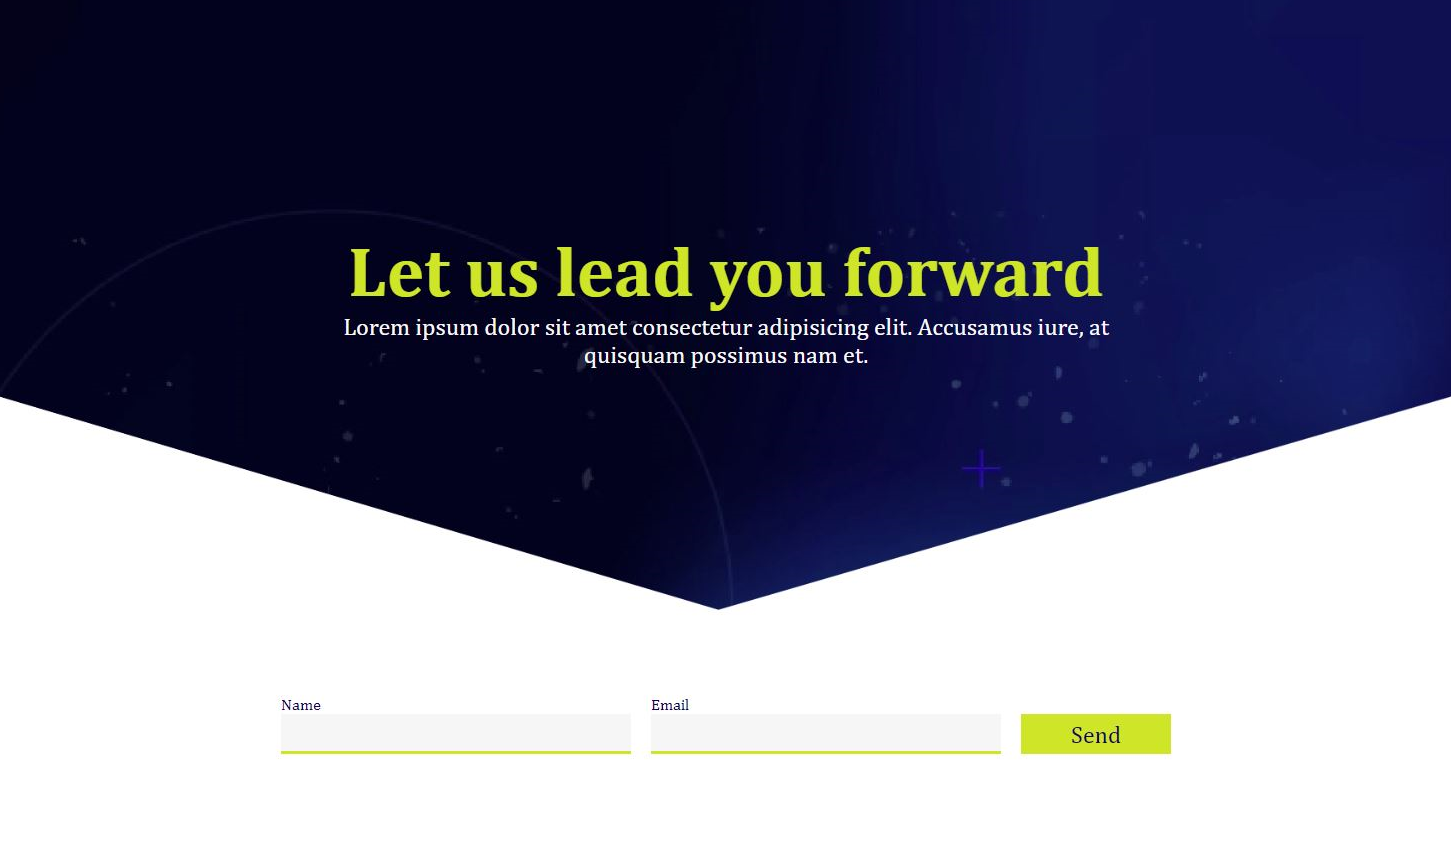 Let us lead you forward
Lorem ipsum dolor sit amet consectetur adipisicing elit. Accusamus iure, at
quisquam possimus nam et.
Name
Email
Send